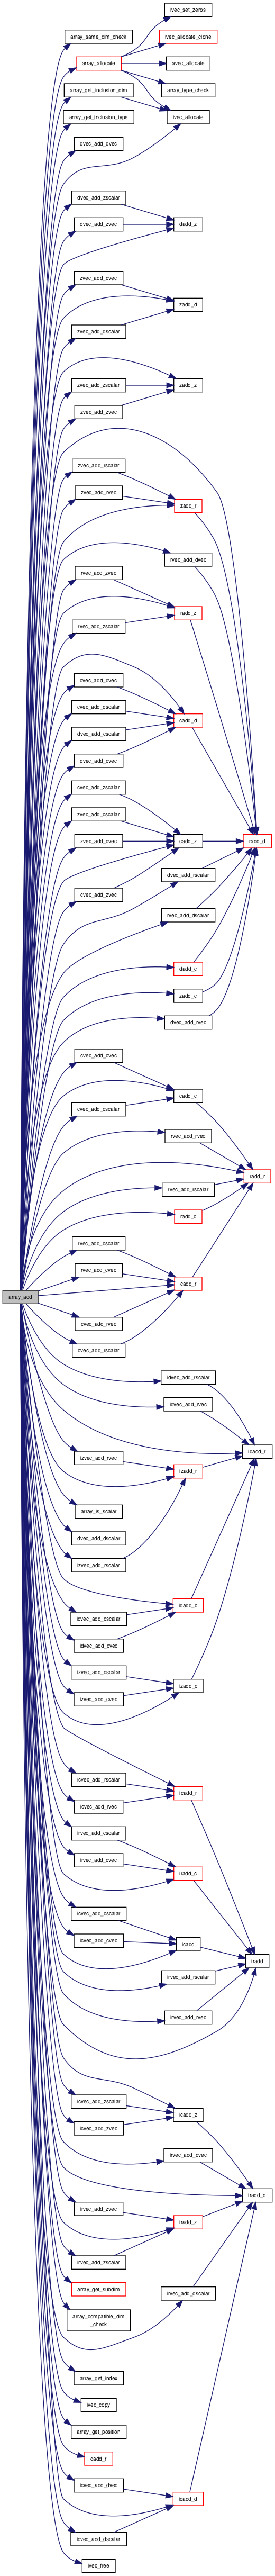 ivec_set_zeros
array_same_dim_check
ivec_allocate_clone
array_allocate
avec_allocate
array_get_inclusion_dim
array_type_check
array_get_inclusion_type
ivec_allocate
dvec_add_dvec
dvec_add_zscalar
dvec_add_zvec
dadd_z
zvec_add_dvec
zadd_d
zvec_add_dscalar
zvec_add_zscalar
zadd_z
zvec_add_zvec
zvec_add_rscalar
zvec_add_rvec
zadd_r
rvec_add_dvec
rvec_add_zvec
radd_z
rvec_add_zscalar
cvec_add_dvec
cvec_add_dscalar
cadd_d
dvec_add_cscalar
dvec_add_cvec
cvec_add_zscalar
zvec_add_cscalar
zvec_add_cvec
cadd_z
radd_d
dvec_add_rscalar
cvec_add_zvec
rvec_add_dscalar
dadd_c
zadd_c
dvec_add_rvec
cvec_add_cvec
cadd_c
cvec_add_cscalar
rvec_add_rvec
radd_r
rvec_add_rscalar
radd_c
rvec_add_cscalar
rvec_add_cvec
cadd_r
array_add
cvec_add_rvec
cvec_add_rscalar
idvec_add_rscalar
idvec_add_rvec
idadd_r
izvec_add_rvec
izadd_r
array_is_scalar
dvec_add_dscalar
izvec_add_rscalar
idadd_c
idvec_add_cscalar
idvec_add_cvec
izvec_add_cscalar
izadd_c
izvec_add_cvec
icvec_add_rscalar
icadd_r
icvec_add_rvec
irvec_add_cscalar
irvec_add_cvec
iradd_c
icvec_add_cscalar
icvec_add_cvec
icadd
iradd
irvec_add_rscalar
irvec_add_rvec
icvec_add_zscalar
icadd_z
icvec_add_zvec
irvec_add_dvec
iradd_d
irvec_add_zvec
iradd_z
irvec_add_zscalar
array_get_subdim
irvec_add_dscalar
array_compatible_dim
_check
array_get_index
ivec_copy
array_get_position
dadd_r
icvec_add_dvec
icadd_d
icvec_add_dscalar
ivec_free